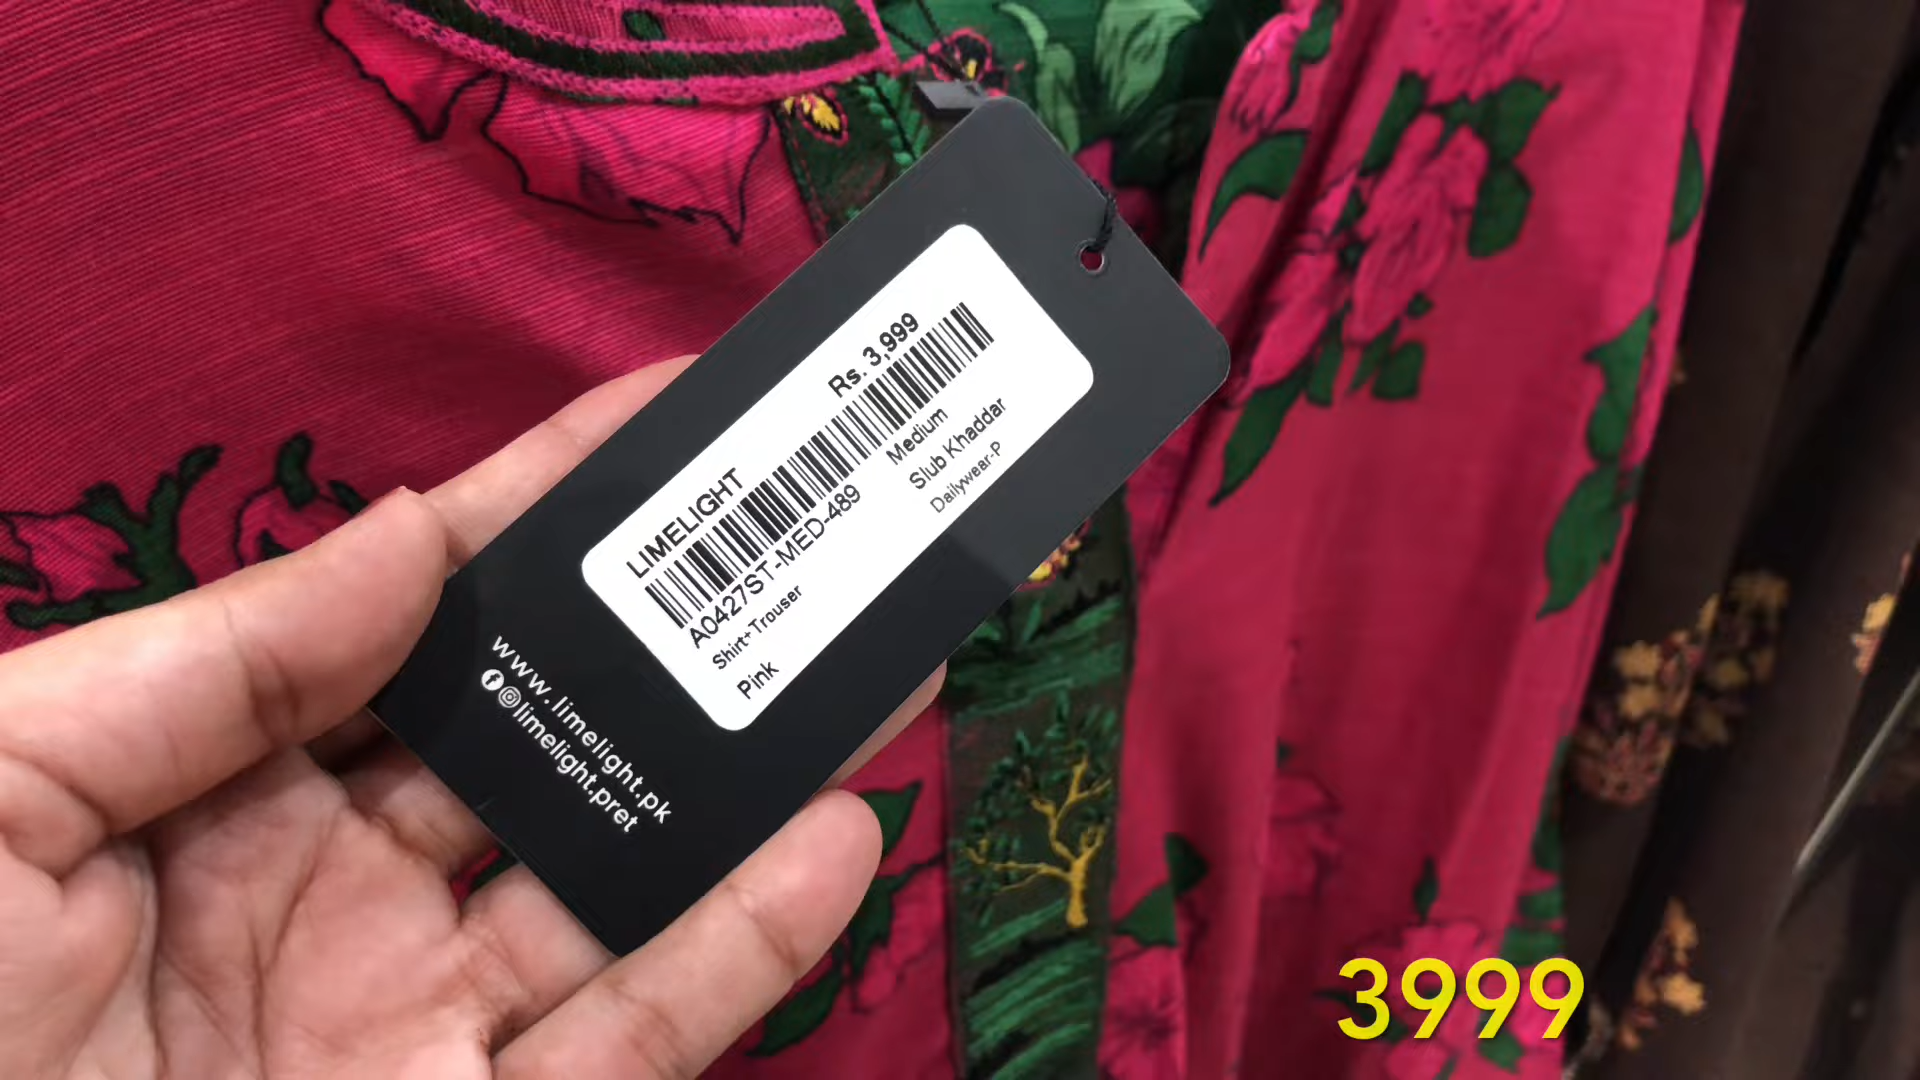 LIMELIGHT Rs. 3,999
A0427ST-MED-489 Medium
Shirt+Trouser Slub Khaddar
Pink Dailywear-P
www.limelight.pk
limelight.pret
3999